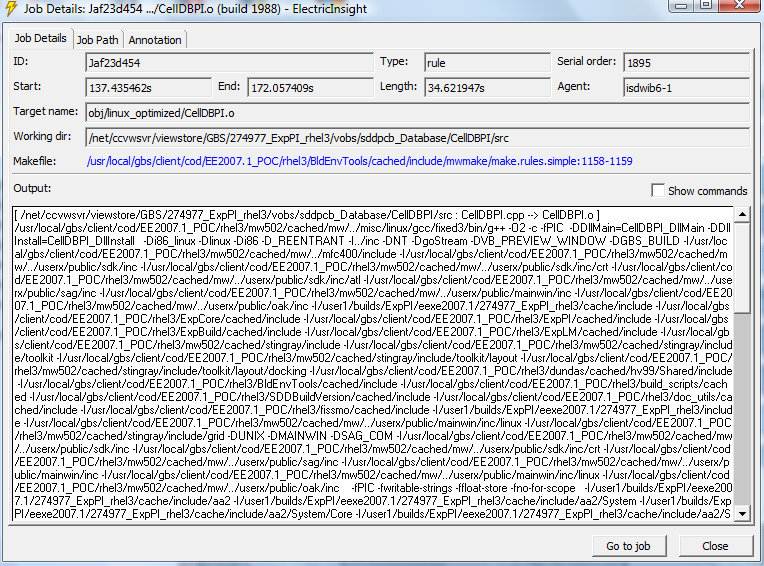 Job Details: Jaf23d454 .../CellDBPI.o (build 1988) - ElectricInsight
Job Details Job Path Annotation
ID: Jaf23d454 Type: rule Serial order: 1895
Start: 137.435462s End: 172.057409s Length: 34.621947s Agent: isdwib6-1
Target name: obj/linux_optimized/CellDBPI.o
Working dir: /net/ccvwsvr/viewstore/GBS/274977_ExpPI_rhel3/vobs/sddpcb_Database/CellDBPI/src
Makefile: /usr/local/gbs/client/cod/EE2007.1_POC/rhel3/BldEnvTools/cached/include/mwmake/make.rules.simple:1158-1159
Output:
Show commands
[ /net/ccvwsvr/viewstore/GBS/274977_ExpPI_rhel3/vobs/sddpcb_Database/CellDBPI/src : CellDBPI.cpp --> CellDBPI.o ]
/usr/local/gbs/client/cod/EE2007.1_POC/rhel3/mw502/cached/mw/../misc/linux/gcc/fixed3/bin/g++ -O2 -c -fPIC -DDllMain=CellDBPI_DllMain -DDll
Install=CellDBPI_DllInstall -Di86_linux -Dlinux -Di86 -D_REENTRANT -I../inc -DNT -DgoStream -DVB_PREVIEW_WINDOW -DGBS_BUILD -I/usr/loc
al/gbs/client/cod/EE2007.1_POC/rhel3/mw502/cached/mw/../mfc400/include -I/usr/local/gbs/client/cod/EE2007.1_POC/rhel3/mw502/cached/m
w/../userx/public/sdk/inc -I/usr/local/gbs/client/cod/EE2007.1_POC/rhel3/mw502/cached/mw/../userx/public/sdk/inc/crt -I/usr/local/gbs/client/co
d/EE2007.1_POC/rhel3/mw502/cached/mw/../userx/public/sdk/inc/atl -I/usr/local/gbs/client/cod/EE2007.1_POC/rhel3/mw502/cached/mw/../us
erx/public/sag/inc -I/usr/local/gbs/client/cod/EE2007.1_POC/rhel3/mw502/cached/mw/../userx/public/mainwin/inc -I/usr/local/gbs/client/cod/EE20
07.1_POC/rhel3/mw502/cached/mw/../userx/public/oak/inc -I/user1/builds/ExpPI/eexe2007.1/274977_ExpPI_rhel3/cache/include -I/usr/local/gbs
/client/cod/EE2007.1_POC/rhel3/ExpCore/cached/include -I/usr/local/gbs/client/cod/EE2007.1_POC/rhel3/ExpPI/cached/include -I/usr/local/gbs
/client/cod/EE2007.1_POC/rhel3/ExpBuild/cached/include -I/usr/local/gbs/client/cod/EE2007.1_POC/rhel3/ExpLM/cached/include -I/usr/local/gb
s/client/cod/EE2007.1_POC/rhel3/mw502/cached/stingray/include -I/usr/local/gbs/client/cod/EE2007.1_POC/rhel3/mw502/cached/stingray/includ
e/toolkit -I/usr/local/gbs/client/cod/EE2007.1_POC/rhel3/mw502/cached/stingray/include/toolkit/layout -I/usr/local/gbs/client/cod/EE2007.1_POC/
rhel3/mw502/cached/stingray/include/toolkit/layout/docking -I/usr/local/gbs/client/cod/EE2007.1_POC/rhel3/dundas/cached/hv99/Shared/include
-I/usr/local/gbs/client/cod/EE2007.1_POC/rhel3/BldEnvTools/cached/include -I/usr/local/gbs/client/cod/EE2007.1_POC/rhel3/build_scripts/cach
ed -I/usr/local/gbs/client/cod/EE2007.1_POC/rhel3/SDDBuildVersion/cached/include -I/usr/local/gbs/client/cod/EE2007.1_POC/rhel3/doc_utils/ca
ched/include -I/usr/local/gbs/client/cod/EE2007.1_POC/rhel3/fissmo/cached/include -I/user1/builds/ExpPI/eexe2007.1/274977_ExpPI_rhel3/includ
e -I/usr/local/gbs/client/cod/EE2007.1_POC/rhel3/mw502/cached/mw/../userx/public/mainwin/inc/linux -I/usr/local/gbs/client/cod/EE2007.1_POC
/rhel3/mw502/cached/stingray/include/grid -DUNIX -DMAINWIN -DSAG_COM -I/usr/local/gbs/client/cod/EE2007.1_POC/rhel3/mw502/cached/mw
/../userx/public/sdk/inc -I/usr/local/gbs/client/cod/EE2007.1_POC/rhel3/mw502/cached/mw/../userx/public/sdk/inc/crt -I/usr/local/gbs/client/cod
/EE2007.1_POC/rhel3/mw502/cached/mw/../userx/public/sag/inc -I/usr/local/gbs/client/cod/EE2007.1_POC/rhel3/mw502/cached/mw/../userx/p
ublic/mainwin/inc -I/usr/local/gbs/client/cod/EE2007.1_POC/rhel3/mw502/cached/mw/../userx/public/mainwin/inc/linux -I/usr/local/gbs/client/cod
/EE2007.1_POC/rhel3/mw502/cached/mw/../userx/public/oak/inc -fPIC -fwritable-strings -ffloat-store -fno-for-scope -I/user1/builds/ExpPI/eexe200
7.1/274977_ExpPI_rhel3/cache/include/aa2 -I/user1/builds/ExpPI/eexe2007.1/274977_ExpPI_rhel3/cache/include/aa2/System -I/user1/builds/Exp
PI/eexe2007.1/274977_ExpPI_rhel3/cache/include/aa2/System/Core -I/user1/builds/ExpPI/eexe2007.1/274977_ExpPI_rhel3/cache/include/aa2/S
Go to job Close